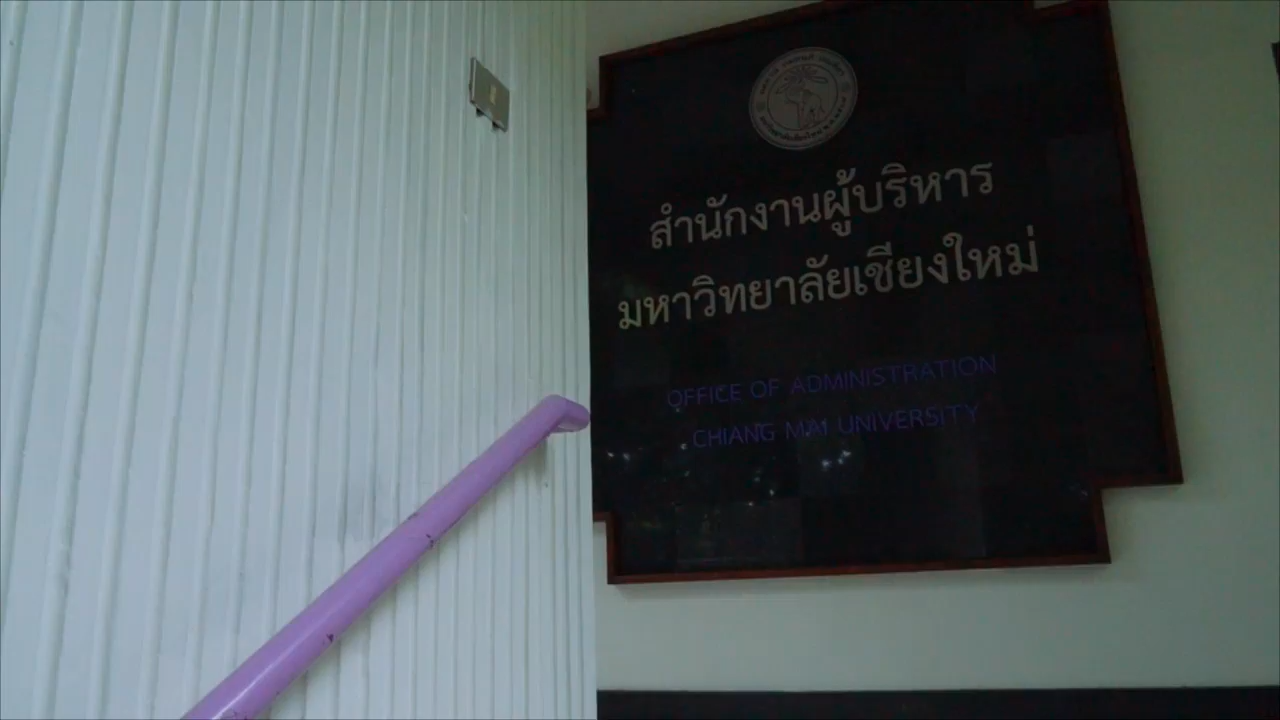 สำนักงานผู้บริหาร
มหาวิทยาลัยเชียงใหม่
OFFICE OF ADMINISTRATION
CHIANG MAI UNIVERSITY